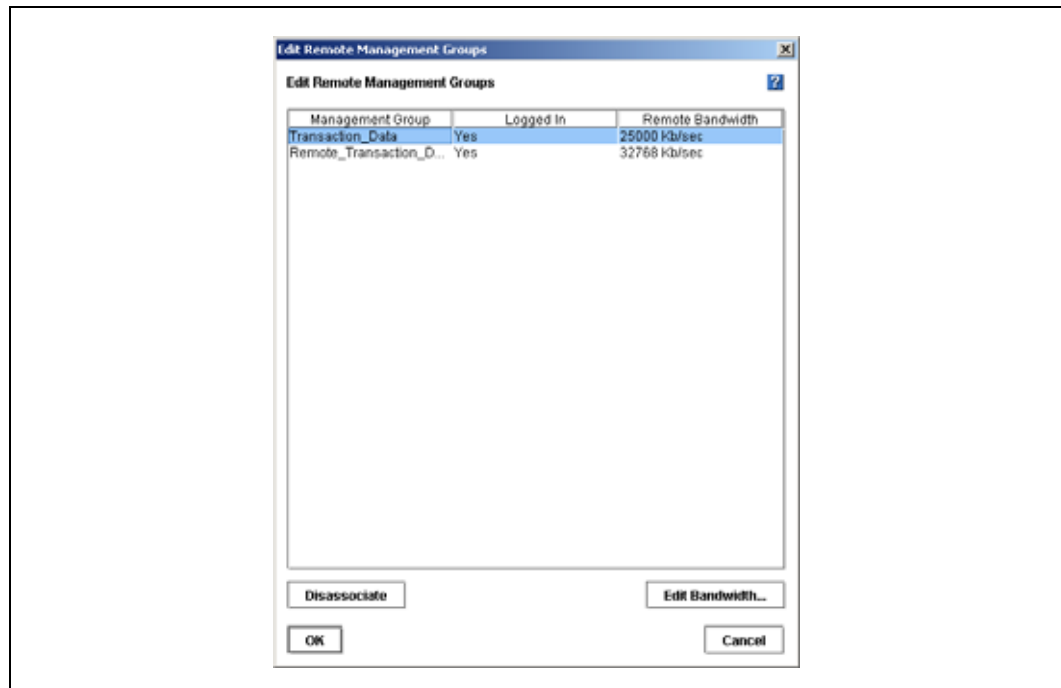 Edit Remote Management Groups
Edit Remote Management Groups ?
Management Group Logged In Remote Bandwidth
Transaction_Data Yes 25000 Kb/sec
Remote_Transaction_D... Yes 32768 Kb/sec
Disassociate Edit Bandwidth...
OK Cancel